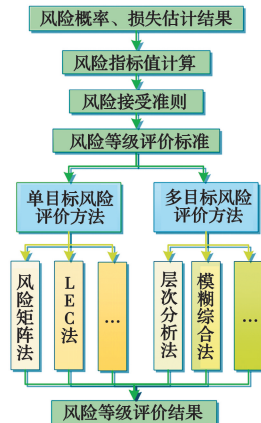 风险概率、损失估计结果
风险指标值计算
风险接受准则
风险等级评价标准
单目标风险
评价方法
多目标风险
评价方法
风险矩阵法
LEC法
…
层次分析法
模糊综合法
…
风险等级评价结果